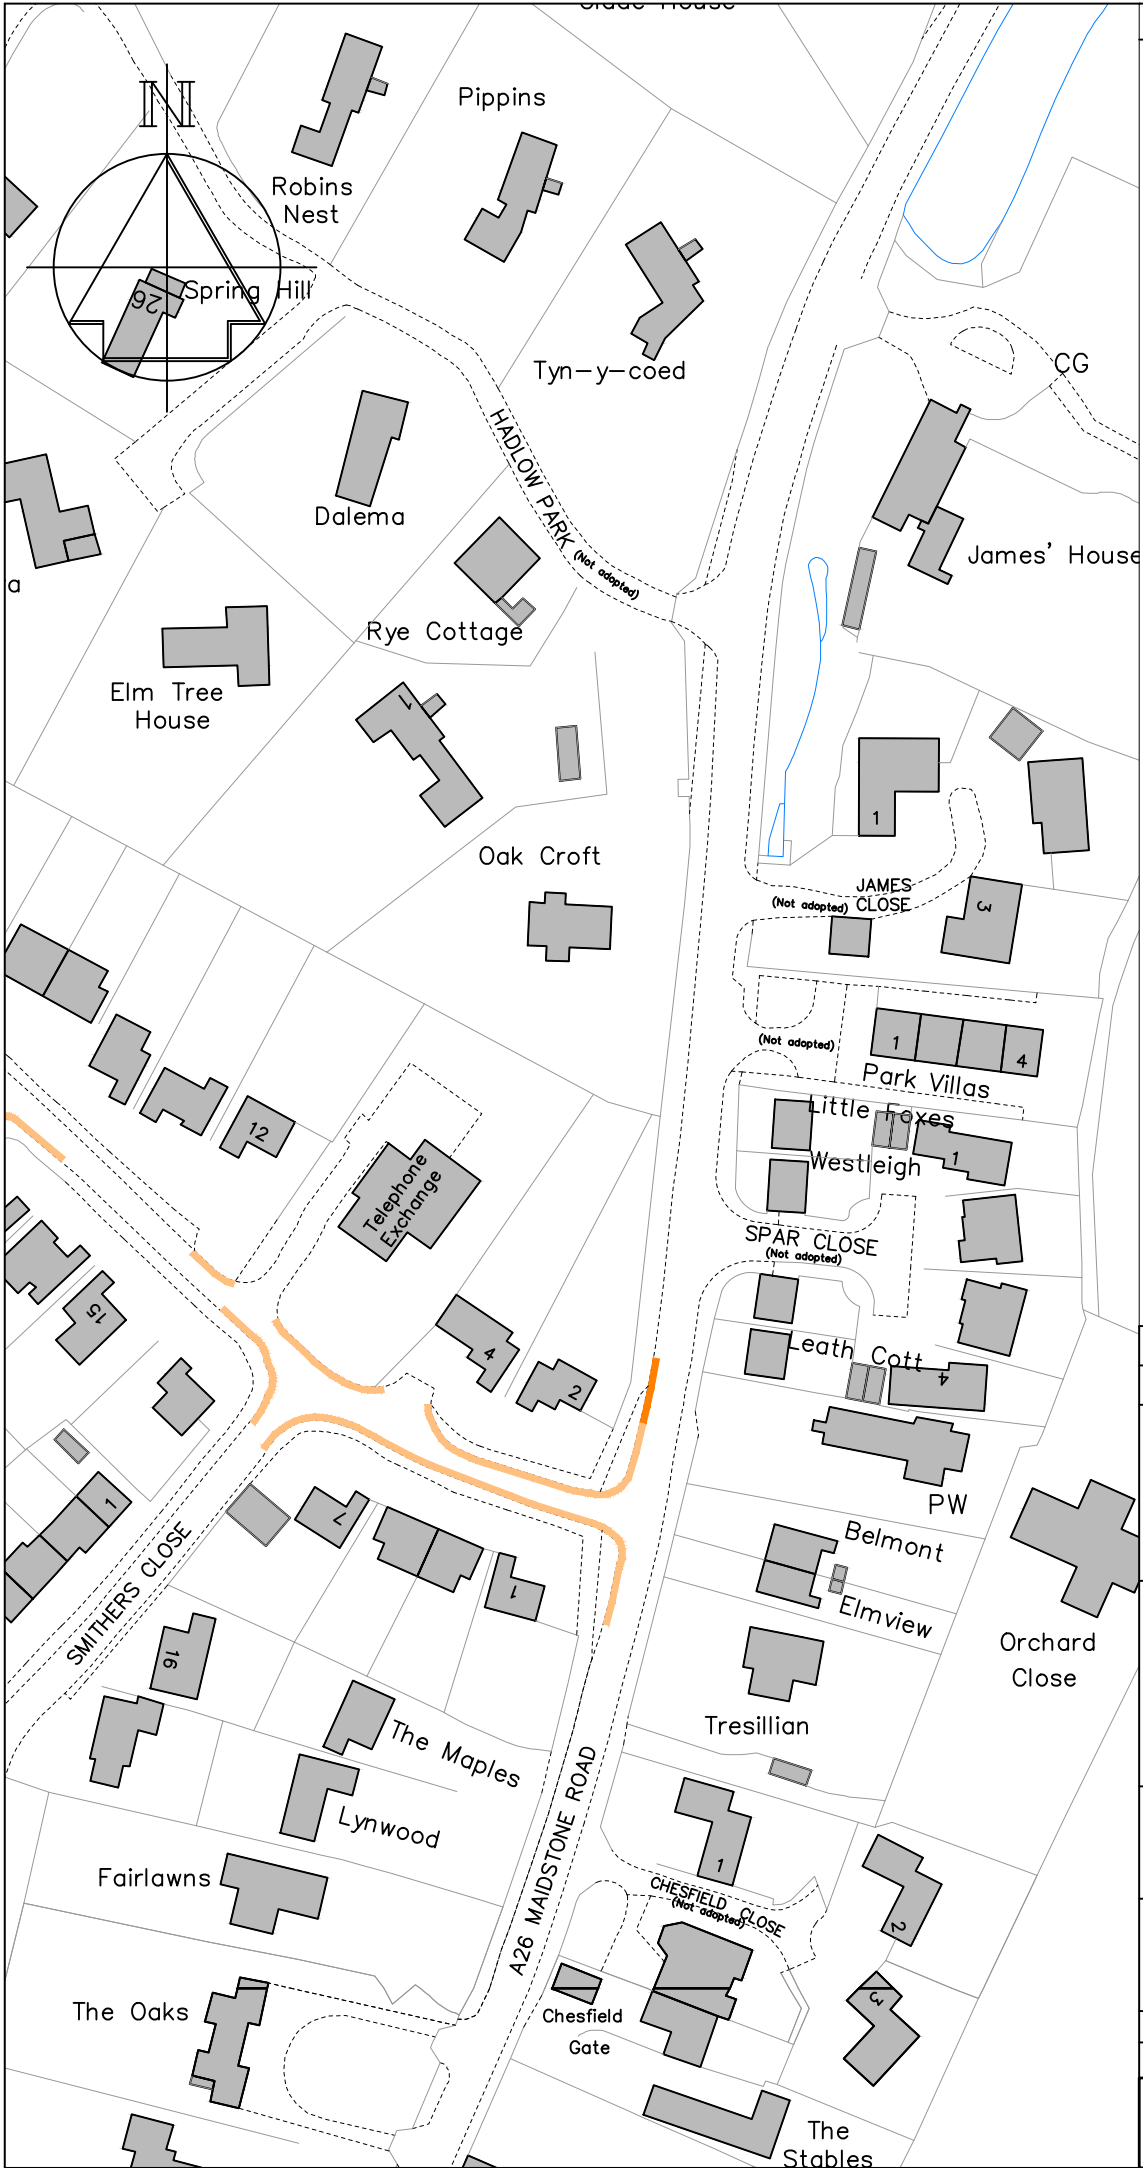 Pippins
N
Robins
Nest
Spring Hill
26
Tyn-y-coed
CG
HADLOW PARK (Not adopted)
Dalema
James' House
a
Rye Cottage
Elm Tree
House
1
1
Oak Croft
JAMES
CLOSE
(Not adopted)
3
(Not adopted)
1
4
Park Villas
Little Foxes
12
Westleigh
1
Telephone
Exchange
SPAR CLOSE
(Not adopted)
15
4
Leath Cott
4
2
PW
1
7
Belmont
1
Elmview
SMITHERS CLOSE
16
Orchard
Close
Tresillian
The Maples
A26 MAIDSTONE ROAD
Lynwood
1
Fairlawns
CHESFIELD CLOSE
(Not adopted)
2
The Oaks
3
Chesfield
Gate
The
Stables